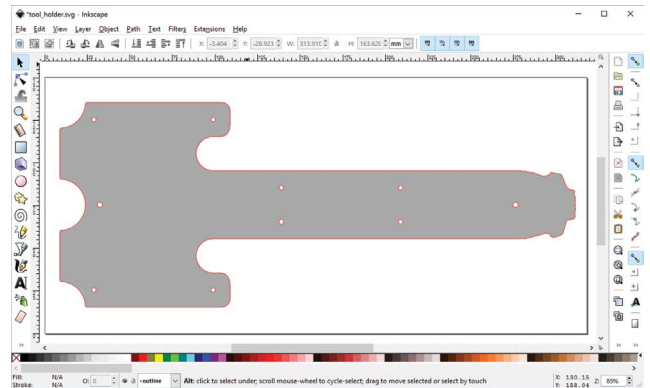 *tool_holder.svg - Inkscape
File Edit View Layer Object Path Text Filters Extensions Help
X: -3.404 Y: -28.923 W: 313.910 H: 163.620 mm
Fill: N/A O: 0 -outline Alt: click to select under; scroll mouse-wheel to cycle-select; drag to move selected or select by touch X: 180.15 Z: 85%
Stroke: N/A Y: 158.04